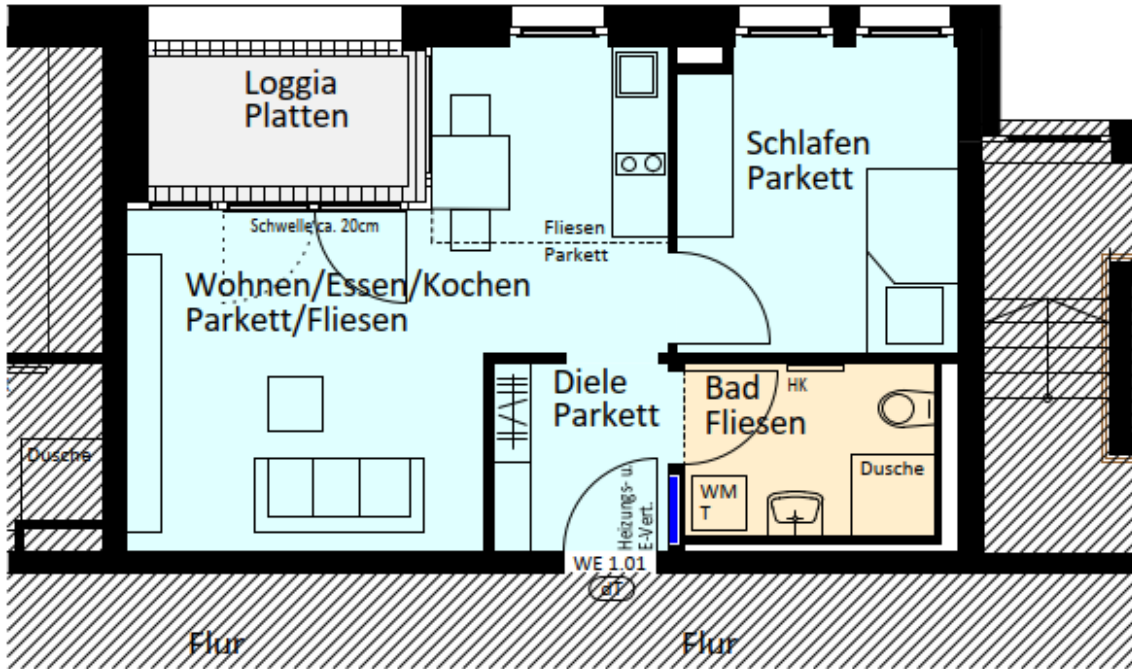 Loggia
Platten
Schlafen
Parkett
Schwelle ca. 20cm
Fliesen
Parkett
Wohnen/Essen/Kochen
Parkett/Fliesen
Diele
Parkett
Bad
Fliesen
HK
Dusche
Dusche
WM
T
Heizungs- u.
E-Vert.
WE 1.01
dT
Flur
Flur